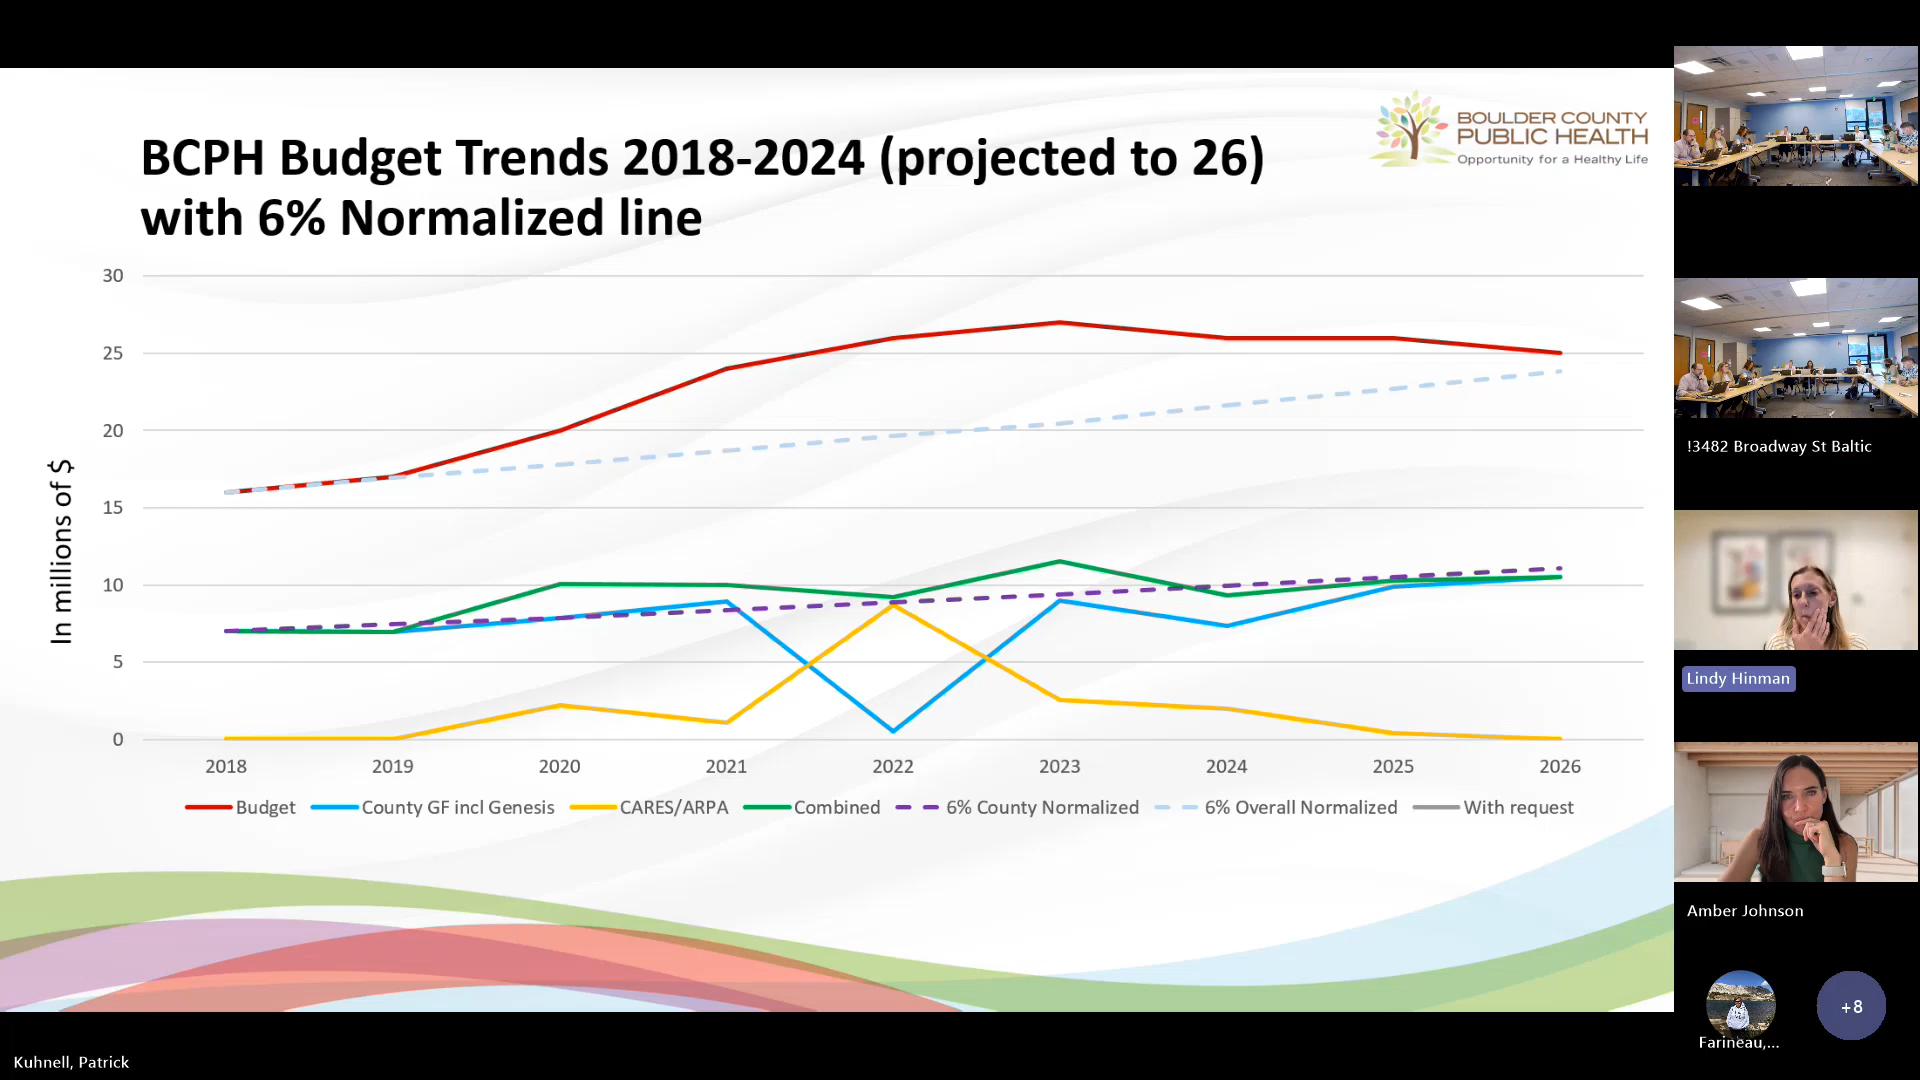 BCPH Budget Trends 2018-2024 (projected to 26)
with 6% Normalized line
BOULDER COUNTY
PUBLIC HEALTH
Opportunity for a Healthy Life
In millions of $
30
25
20
15
10
5
0
2018 2019 2020 2021 2022 2023 2024 2025 2026
Budget County GF incl Genesis CARES/ARPA Combined 6% County Normalized 6% Overall Normalized With request
!3482 Broadway St Baltic
Lindy Hinman
Amber Johnson
Farineau,...
+8
Kuhnell, Patrick